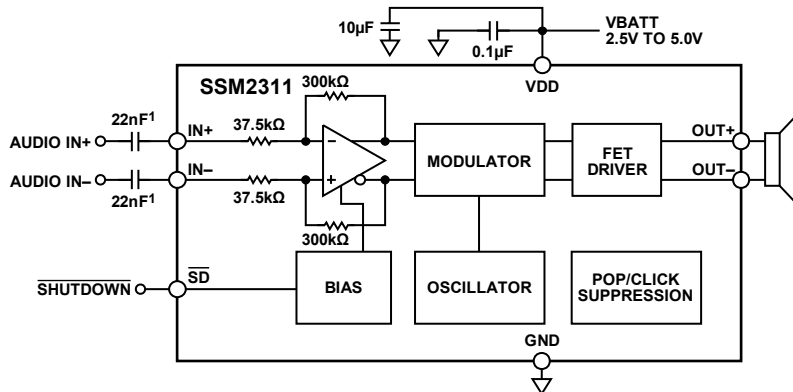 10µF
0.1µF
VBATT
2.5V TO 5.0V
VDD
SSM2311
300kΩ
22nF1
AUDIO IN+
IN+
37.5kΩ
−
MODULATOR
FET
DRIVER
OUT+
AUDIO IN–
IN–
22nF1
37.5kΩ
+
OUT–
300kΩ
SHUTDOWN
SD
BIAS
OSCILLATOR
POP/CLICK
SUPPRESSION
GND